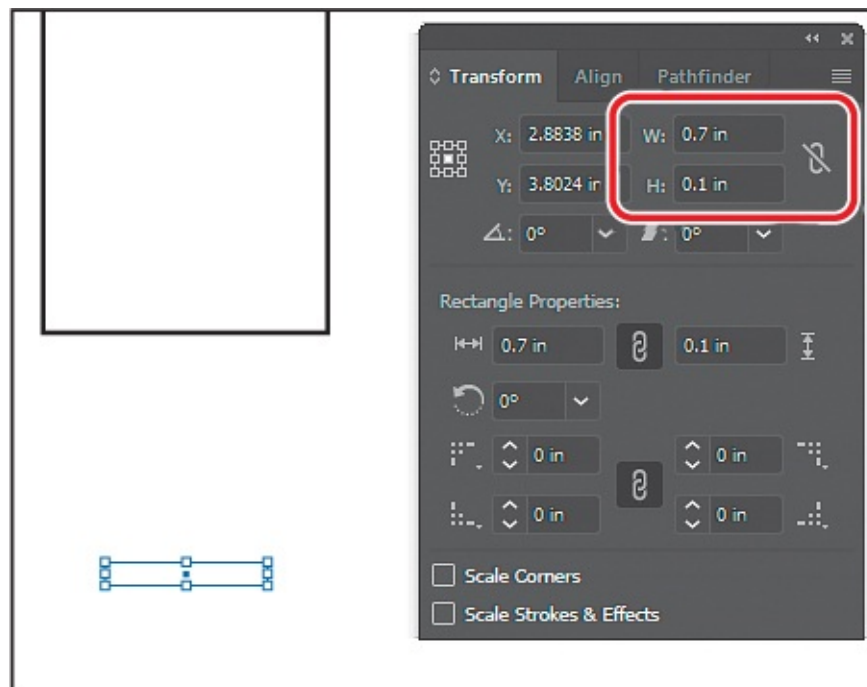 Transform Align Pathfinder
X: 2.8838 in W: 0.7 in
Y: 3.8024 in H: 0.1 in
: 0° : 0°
Rectangle Properties:
0.7 in 0.1 in
0°
0 in 0 in
0 in 0 in
Scale Corners
Scale Strokes & Effects